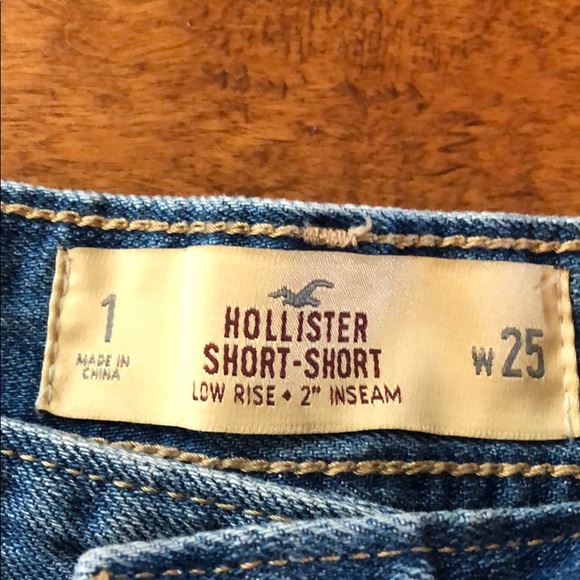 1
MADE IN
CHINA
HOLLISTER
SHORT-SHORT
LOW RISE • 2" INSEAM
W 25